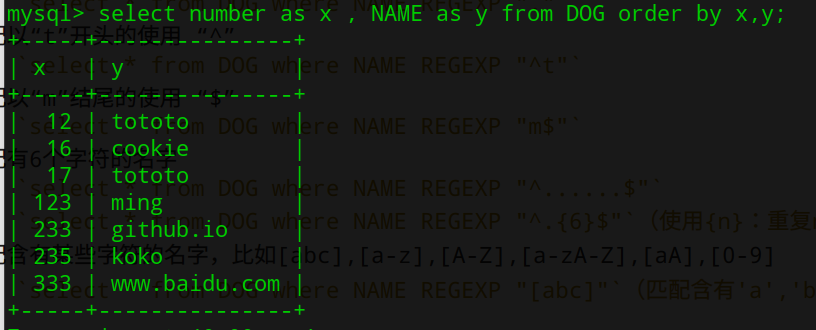 mysql> select number as x , NAME as y from DOG order by x,y;
+-----+---------------+
| x   | y             |
+-----+---------------+
|  12 | tototo        |
|  16 | cookie        |
|  17 | tototo        |
| 123 | ming          |
| 233 | github.io     |
| 235 | koko          |
| 333 | www.baidu.com |
+-----+---------------+
以“t”开头的使用 “^”
`select * from DOG where NAME REGEXP "^t"`
以“m”结尾的使用 “$”
`select * from DOG where NAME REGEXP "m$"`
有6个字符的名字
`select * from DOG where NAME REGEXP "^......$"`
`select * from DOG where NAME REGEXP "^.{6}$"`（使用{n}：重复
含有某些字符的名字，比如[abc],[a-z],[A-Z],[a-zA-Z],[aA],[0-9]
`select * from DOG where NAME REGEXP "[abc]"`（匹配含有'a','b